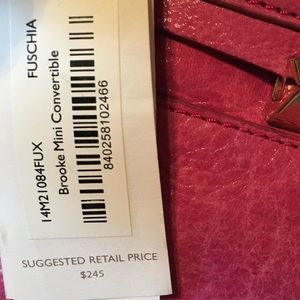 FUSCHIA
14M21084FUX
Brooke Mini Convertible
840258102466
SUGGESTED RETAIL PRICE
$245